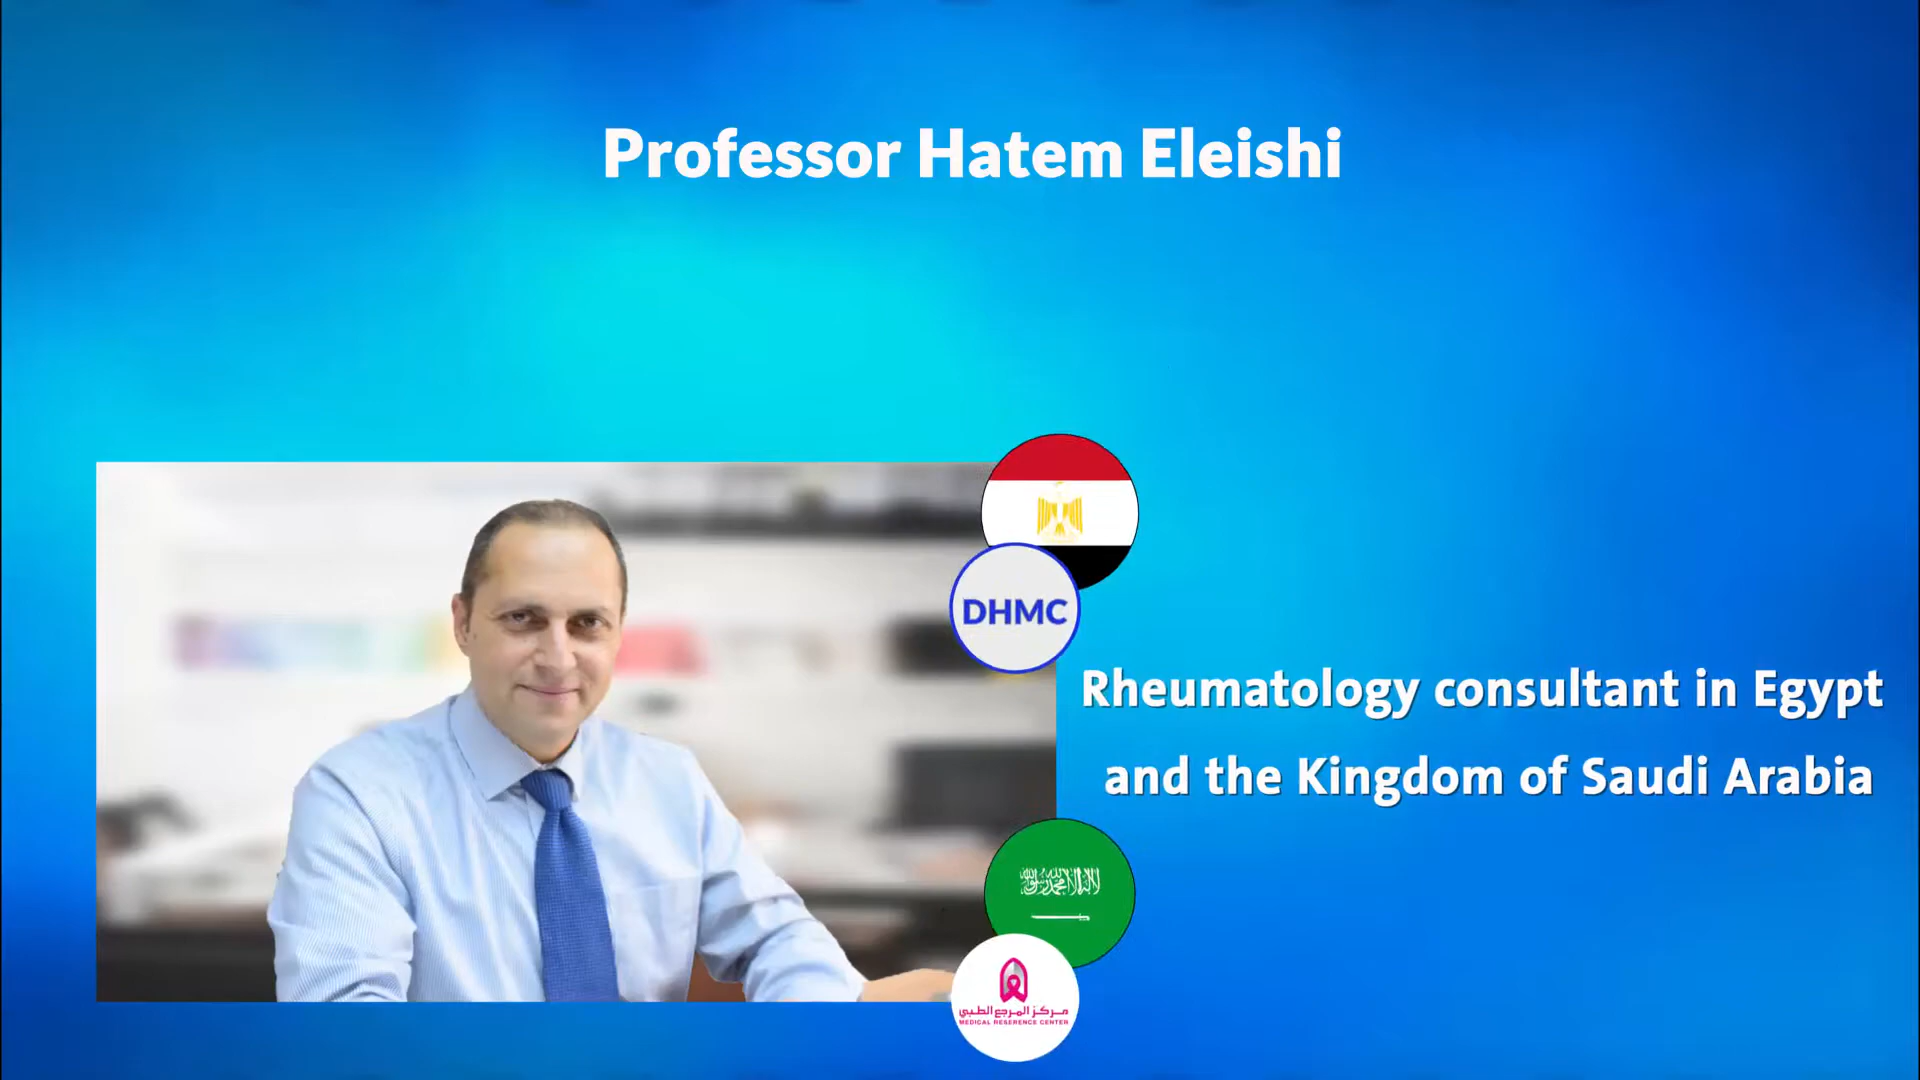 Professor Hatem Eleishi
DHMC
Rheumatology consultant in Egypt
and the Kingdom of Saudi Arabia
مركز المرجع الطبي
MEDICAL RESERENCE CENTER